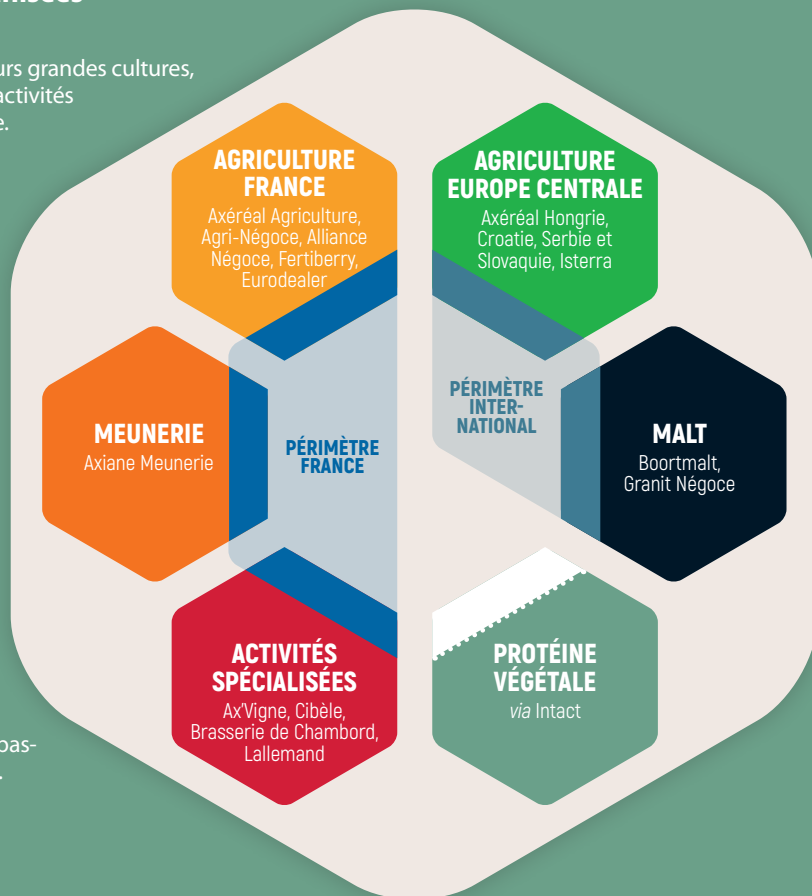 urs grandes cultures,
activités
AGRICULTURE
FRANCE
Axéréal Agriculture,
Agri-Négoce, Alliance
Négoce, Fertiberry,
Eurodealer
AGRICULTURE
EUROPE CENTRALE
Axéréal Hongrie,
Croatie, Serbie et
Slovaquie, Isterra
MEUNERIE
Axiane Meunerie
PÉRIMÈTRE
FRANCE
PÉRIMÈTRE
INTER-
NATIONAL
MALT
Boortmalt,
Granit Négoce
ACTIVITÉS
SPÉCIALISÉES
Ax'Vigne, Cibèle,
Brasserie de Chambord,
Lallemand
PROTÉINE
VÉGÉTALE
via Intact
pas-